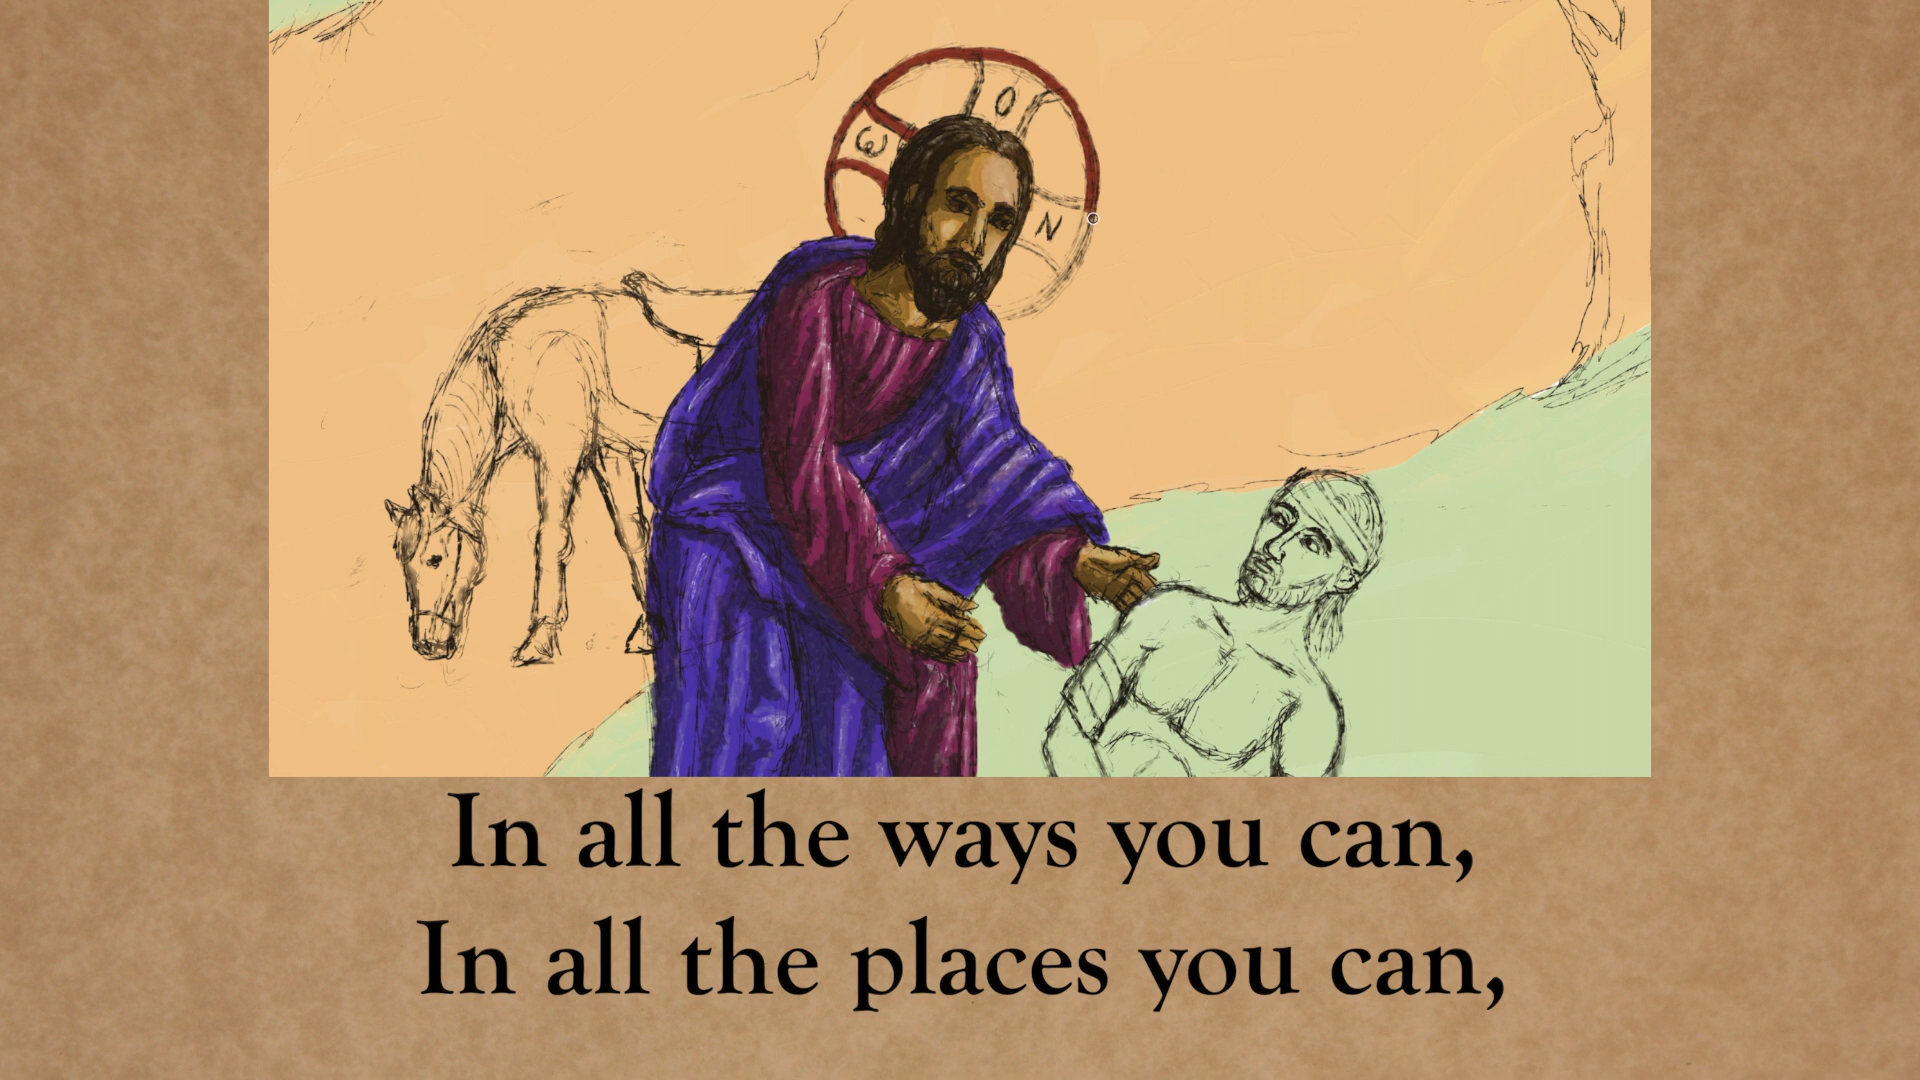 ω Ο Ν
In all the ways you can,
In all the places you can,